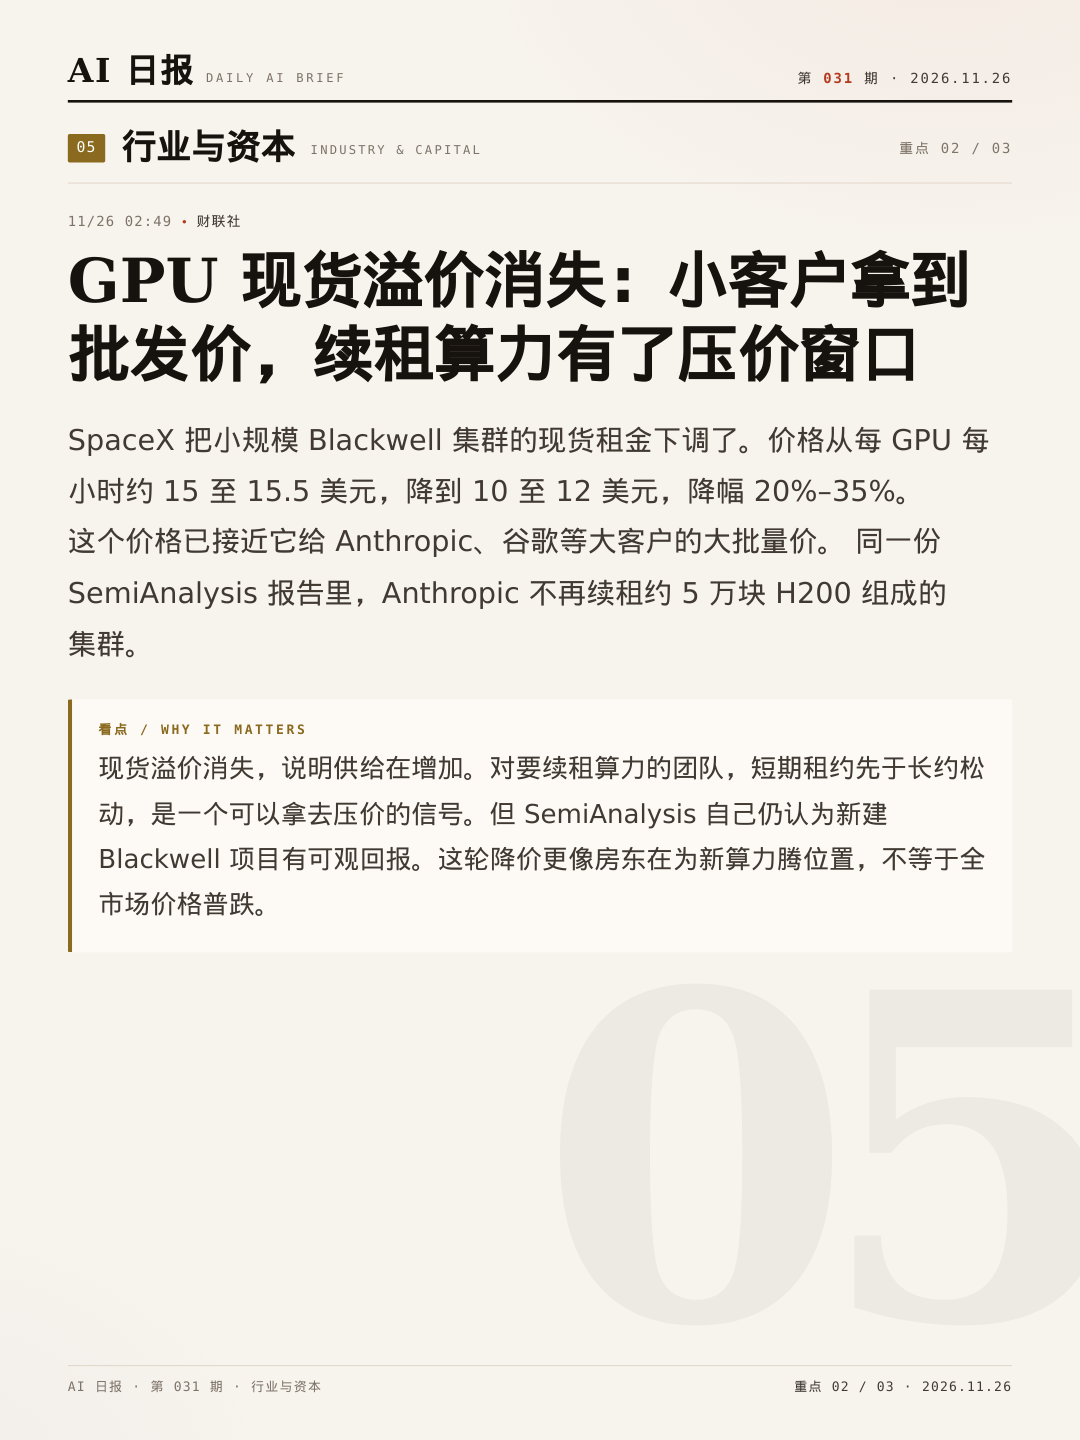 AI 日报 DAILY AI BRIEF 第 031 期 · 2026.11.26
05 行业与资本 INDUSTRY & CAPITAL 重点 02 / 03
11/26 02:49 • 财联社
GPU 现货溢价消失：小客户拿到
批发价，续租算力有了压价窗口
SpaceX 把小规模 Blackwell 集群的现货租金下调了。价格从每 GPU 每
小时约 15 至 15.5 美元，降到 10 至 12 美元，降幅 20%–35%。
这个价格已接近它给 Anthropic、谷歌等大客户的大批量价。 同一份
SemiAnalysis 报告里，Anthropic 不再续租约 5 万块 H200 组成的
集群。
看点 / WHY IT MATTERS
现货溢价消失，说明供给在增加。对要续租算力的团队，短期租约先于长约松
动，是一个可以拿去压价的信号。但 SemiAnalysis 自己仍认为新建
Blackwell 项目有可观回报。这轮降价更像房东在为新算力腾位置，不等于全
市场价格普跌。
05
AI 日报 · 第 031 期 · 行业与资本 重点 02 / 03 · 2026.11.26